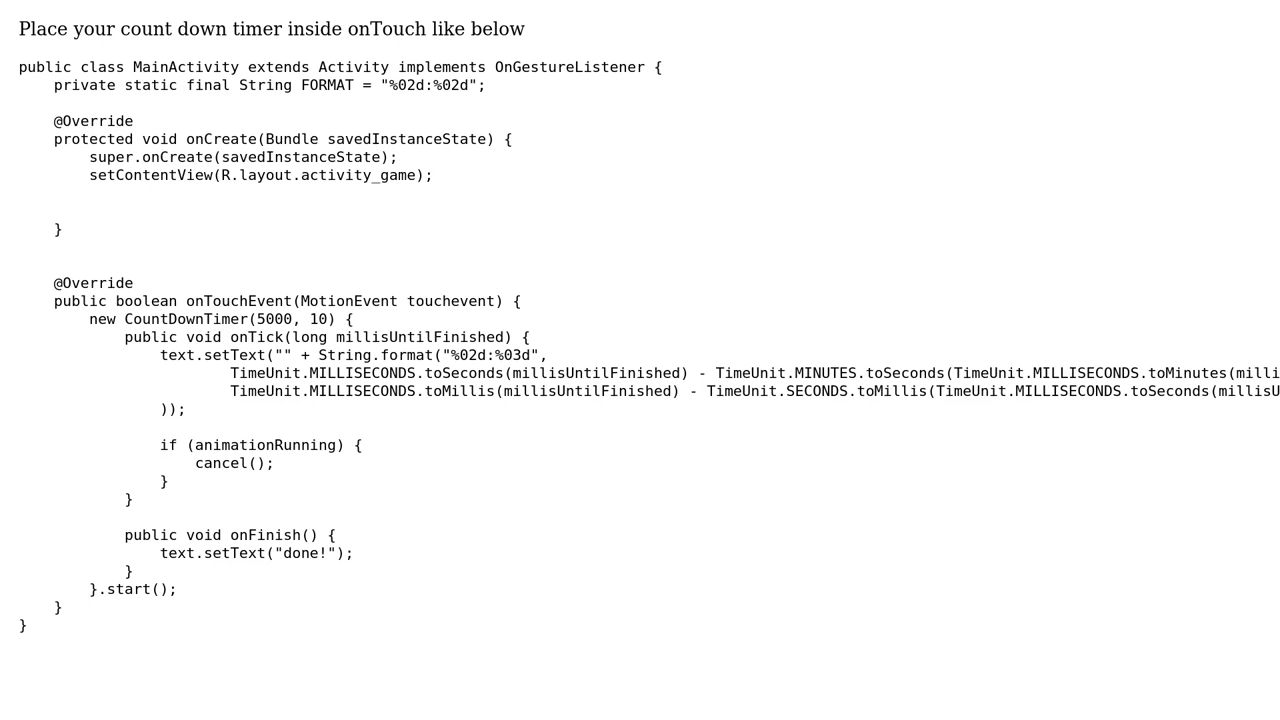 Place your count down timer inside onTouch like below
public class MainActivity extends Activity implements OnGestureListener {
    private static final String FORMAT = "%02d:%02d";
    @Override
    protected void onCreate(Bundle savedInstanceState) {
        super.onCreate(savedInstanceState);
        setContentView(R.layout.activity_game);
    }
    @Override
    public boolean onTouchEvent(MotionEvent touchevent) {
        new CountDownTimer(5000, 10) {
            public void onTick(long millisUntilFinished) {
                text.setText("" + String.format("%02d:%03d",
                        TimeUnit.MILLISECONDS.toSeconds(millisUntilFinished) - TimeUnit.MINUTES.toSeconds(TimeUnit.MILLISECONDS.toMinutes(milli
                        TimeUnit.MILLISECONDS.toMillis(millisUntilFinished) - TimeUnit.SECONDS.toMillis(TimeUnit.MILLISECONDS.toSeconds(millisU
                ));
                if (animationRunning) {
                    cancel();
                }
            }
            public void onFinish() {
                text.setText("done!");
            }
        }.start();
    }
}